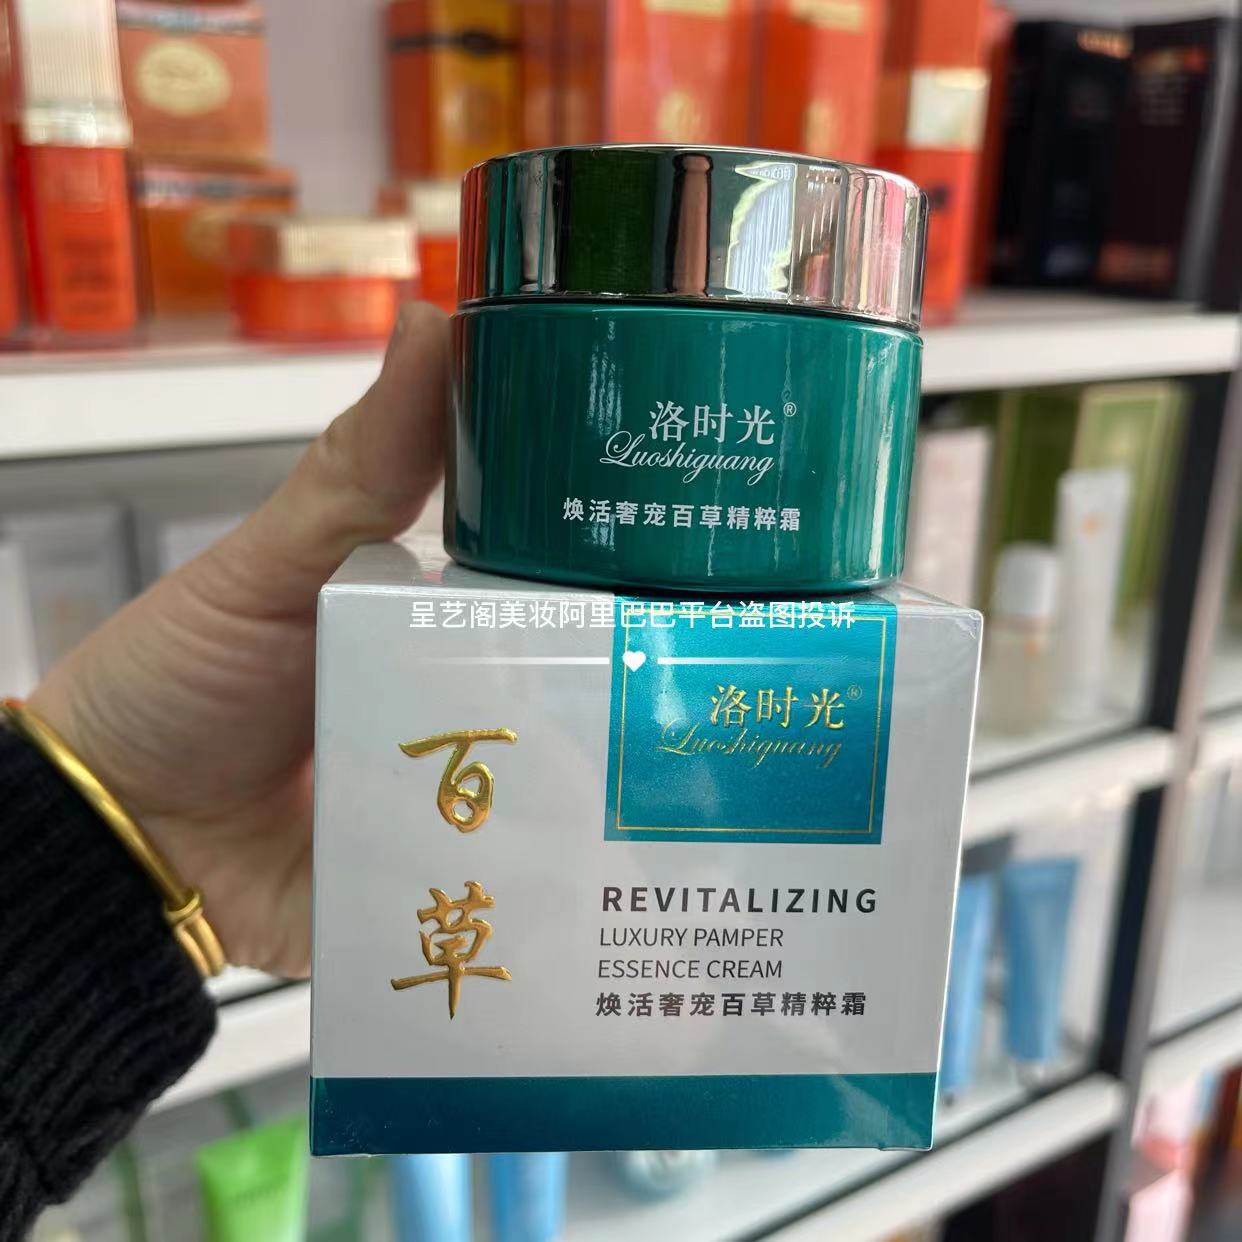 洛时光®
Luoshiguang
焕活奢宠百草精粹霜
呈艺阁美妆阿里巴巴平台盗图投诉
洛时光®
Luoshiguang
百草
REVITALIZING
LUXURY PAMPER
ESSENCE CREAM
焕活奢宠百草精粹霜